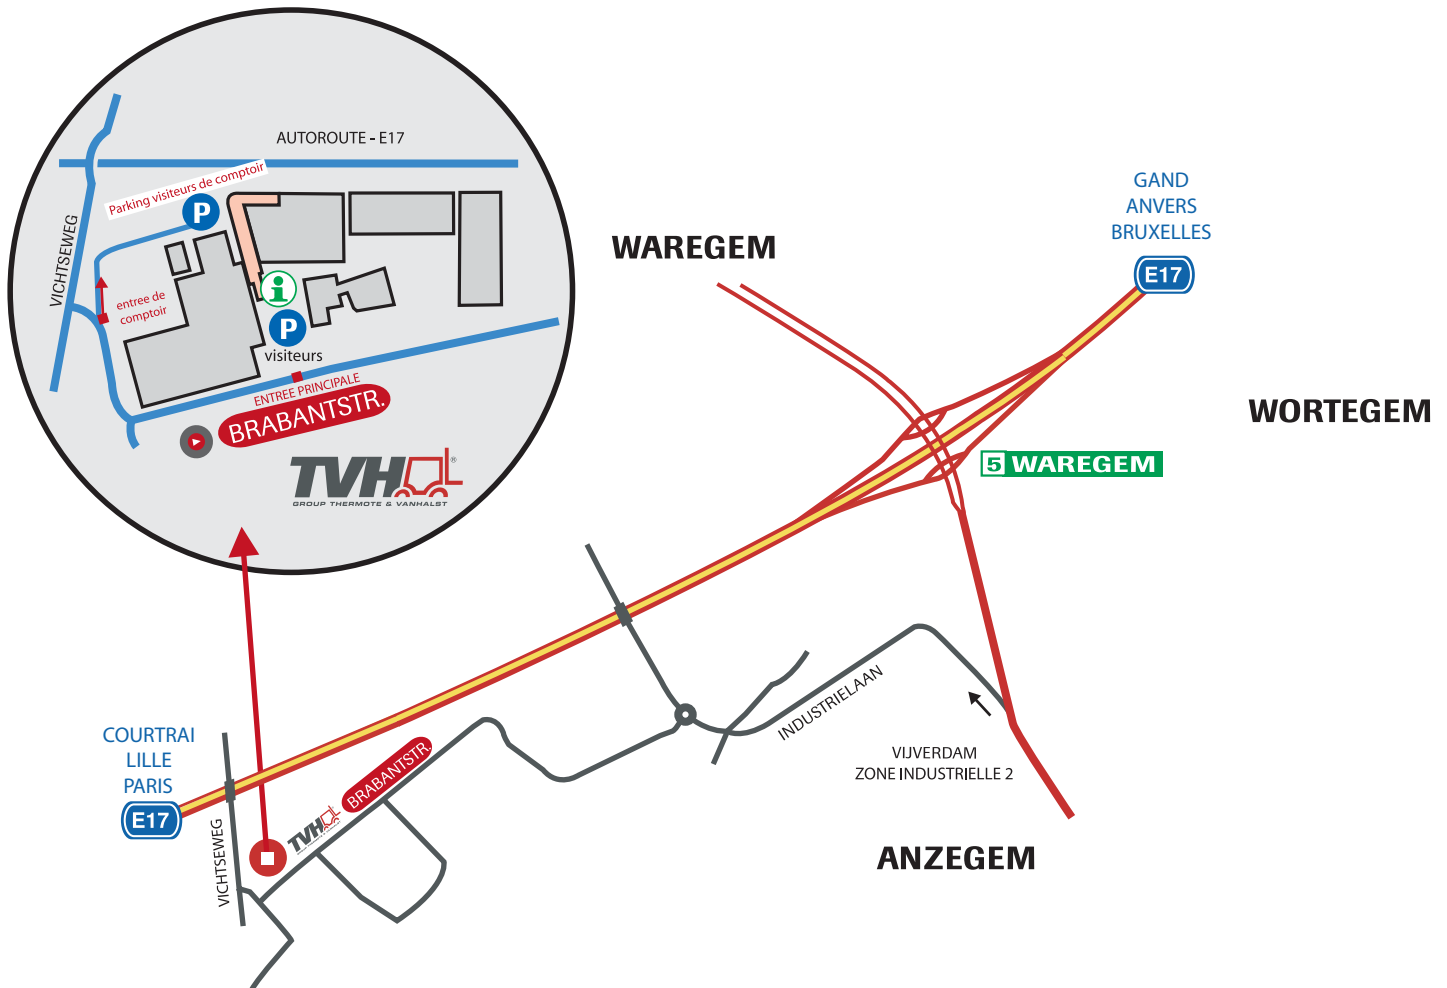 AUTOROUTE - E17
Parking visiteurs de comptoir
P
VICHTSEWEG
entree de
comptoir
i
P
visiteurs
ENTREE PRINCIPALE
BRABANTSTR.
TVH®
GROUP THERMOTE & VANHALST
WAREGEM
GAND
ANVERS
BRUXELLES
E17
WORTEGEM
5 WAREGEM
INDUSTRIELAAN
VIJVERDAM
ZONE INDUSTRIELLE 2
ANZEGEM
COURTRAI
LILLE
PARIS
E17
BRABANTSTR.
TVH
VICHTSEWEG